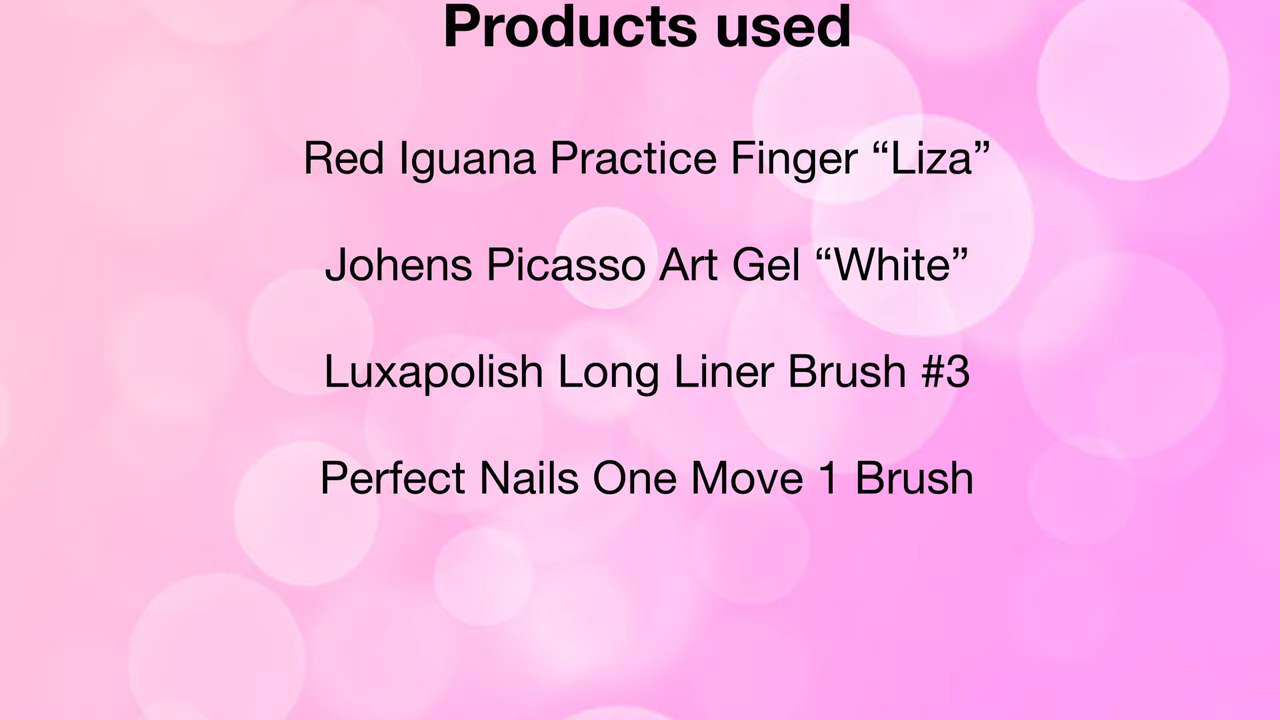 Products used
Red Iguana Practice Finger “Liza”
Johens Picasso Art Gel “White”
Luxapolish Long Liner Brush #3
Perfect Nails One Move 1 Brush